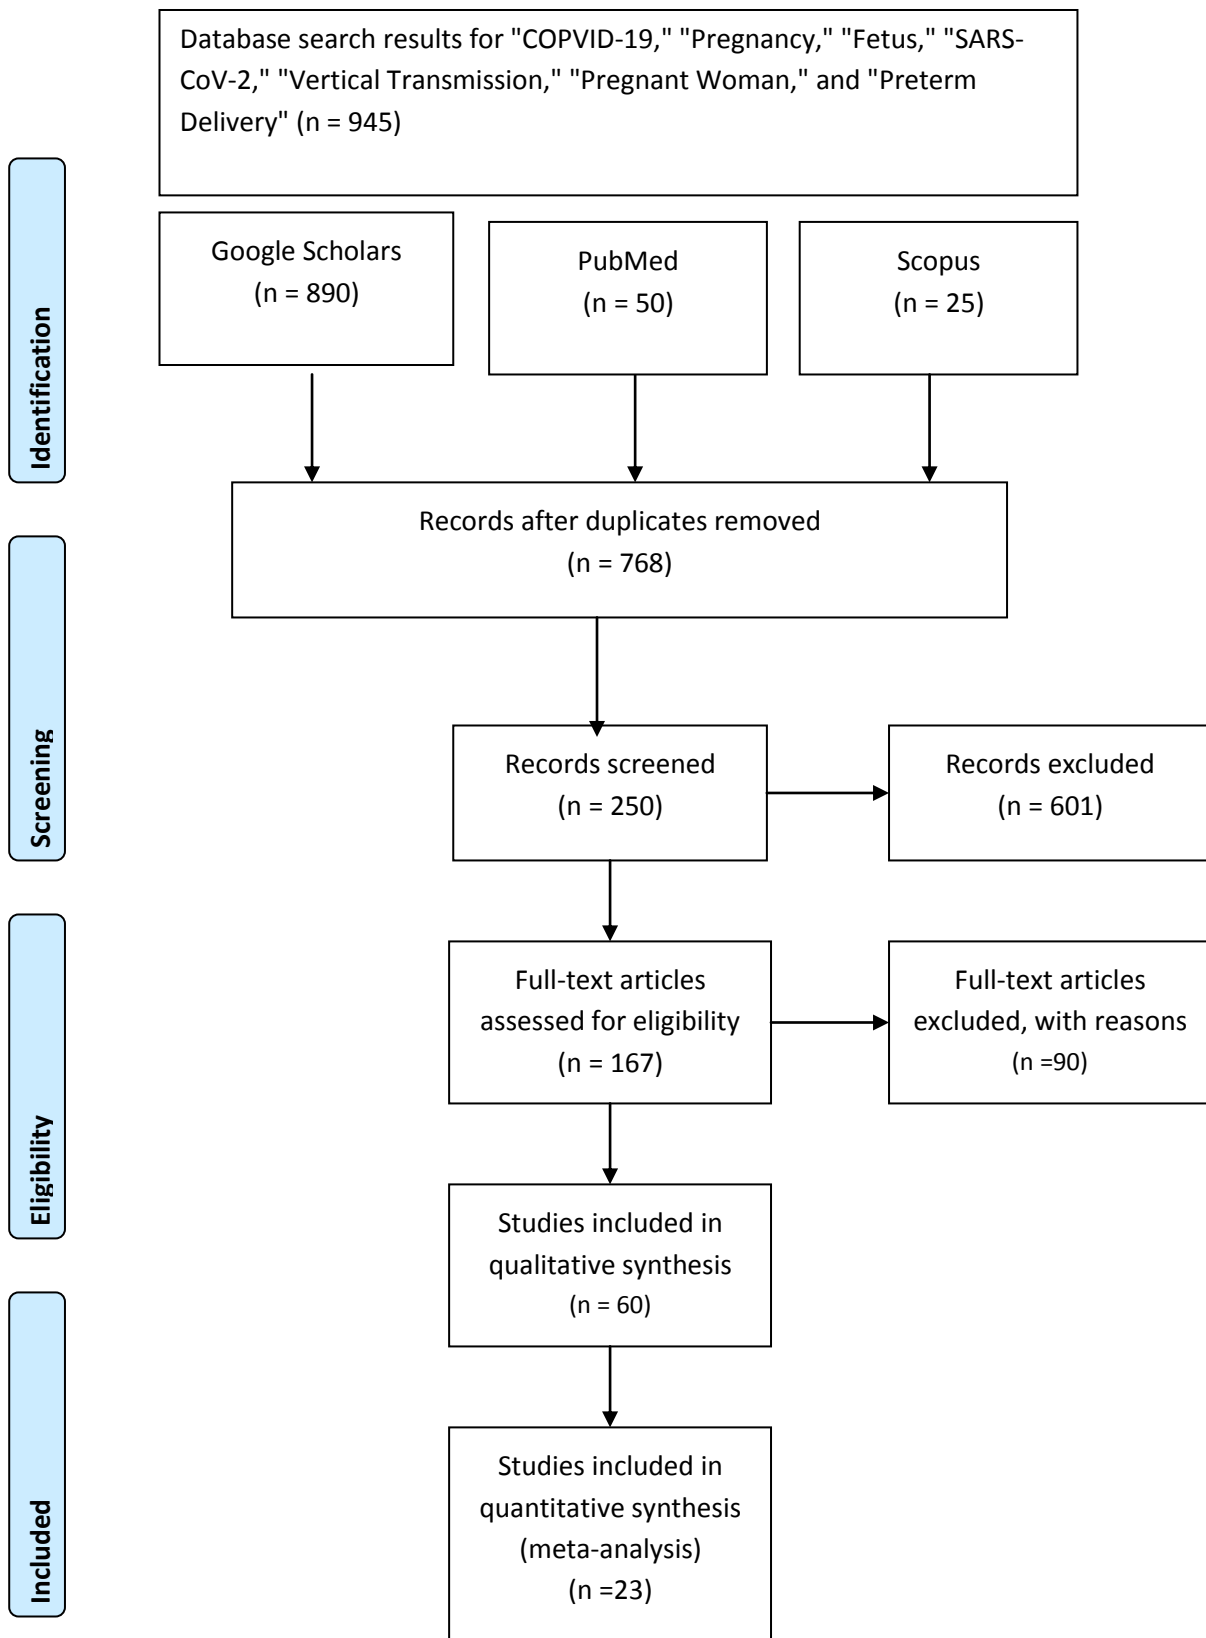 Database search results for "COPVID-19," "Pregnancy," "Fetus," "SARS-
CoV-2," "Vertical Transmission," "Pregnant Woman," and "Preterm
Delivery" (n = 945)
Identification
Google Scholars
(n = 890)
PubMed
(n = 50)
Scopus
(n = 25)
Records after duplicates removed
(n = 768)
Screening
Records screened
(n = 250)
Records excluded
(n = 601)
Eligibility
Full-text articles
assessed for eligibility
(n = 167)
Full-text articles
excluded, with reasons
(n =90)
Studies included in
qualitative synthesis
(n = 60)
Included
Studies included in
quantitative synthesis
(meta-analysis)
(n =23)